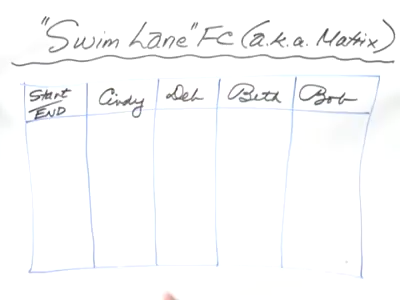 "Swim Lane" FC (a.k.a. Matrix)
Start
END
Cindy
Deb
Beth
Bob